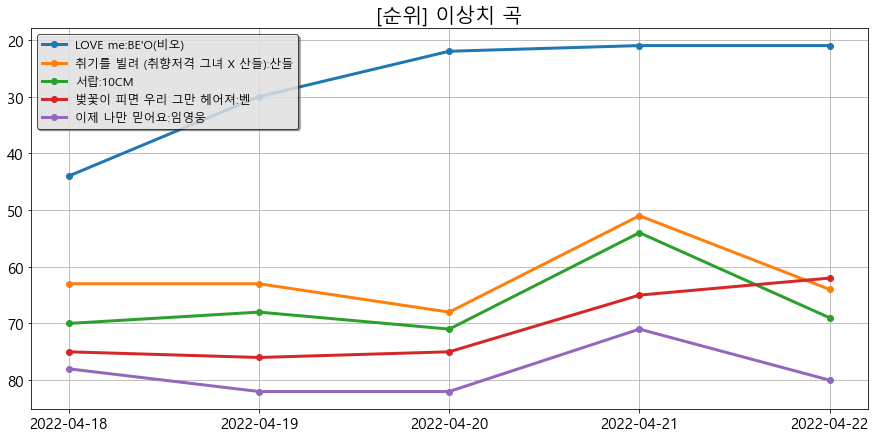 [순위] 이상치 곡
LOVE me:BE'O(비오)
취기를 빌려 (취향저격 그녀 X 산들):산들
서랍:10CM
벚꽃이 피면 우리 그만 헤어져:벤
이제 나만 믿어요:임영웅
20
30
40
50
60
70
80
2022-04-18
2022-04-19
2022-04-20
2022-04-21
2022-04-22